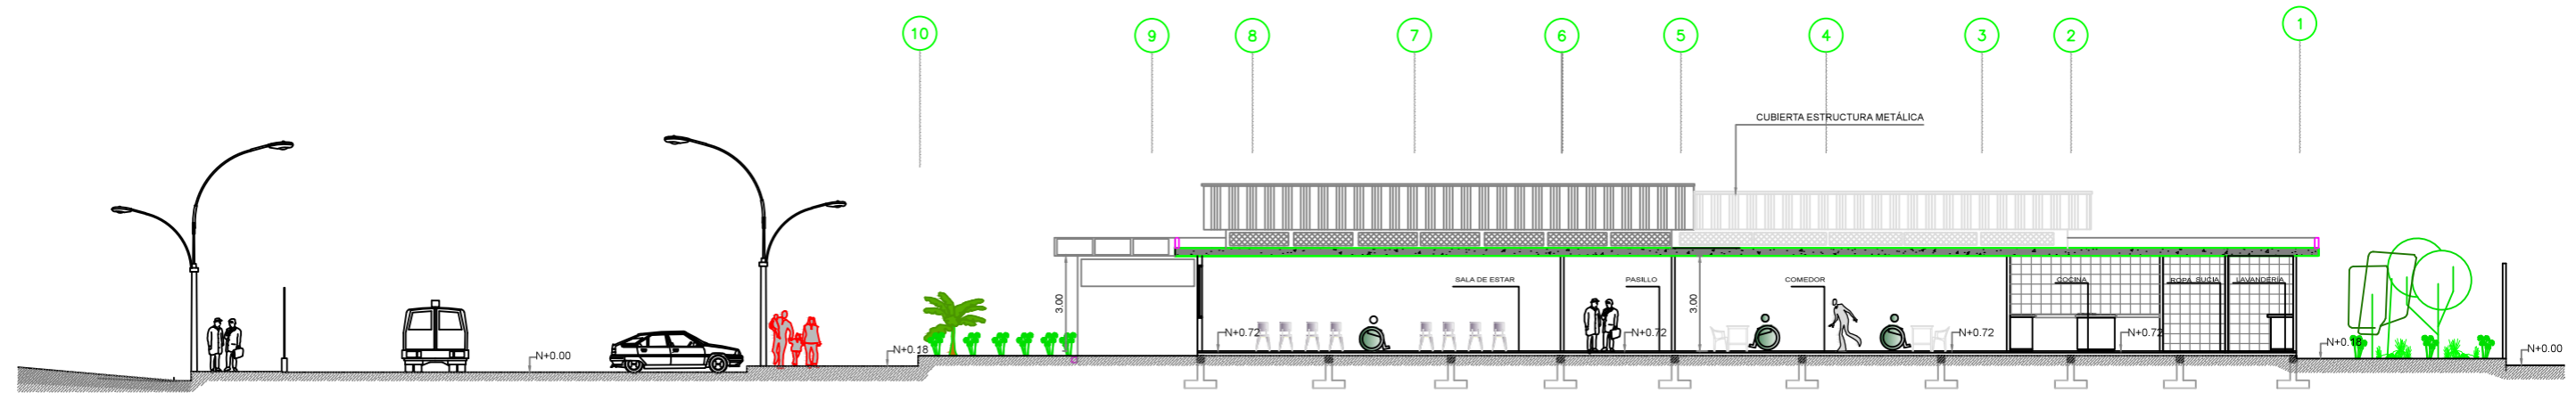 10
9
8
7
6
5
4
3
2
1
CUBIERTA ESTRUCTURA METÁLICA
SALA DE ESTAR
PASILLO
COMEDOR
COCINA
ROPA SUCIA
LAVANDERÍA
3.00
3.00
N+0.00
N+0.18
N+0.72
N+0.72
N+0.72
N+0.72
N+0.18
N+0.00